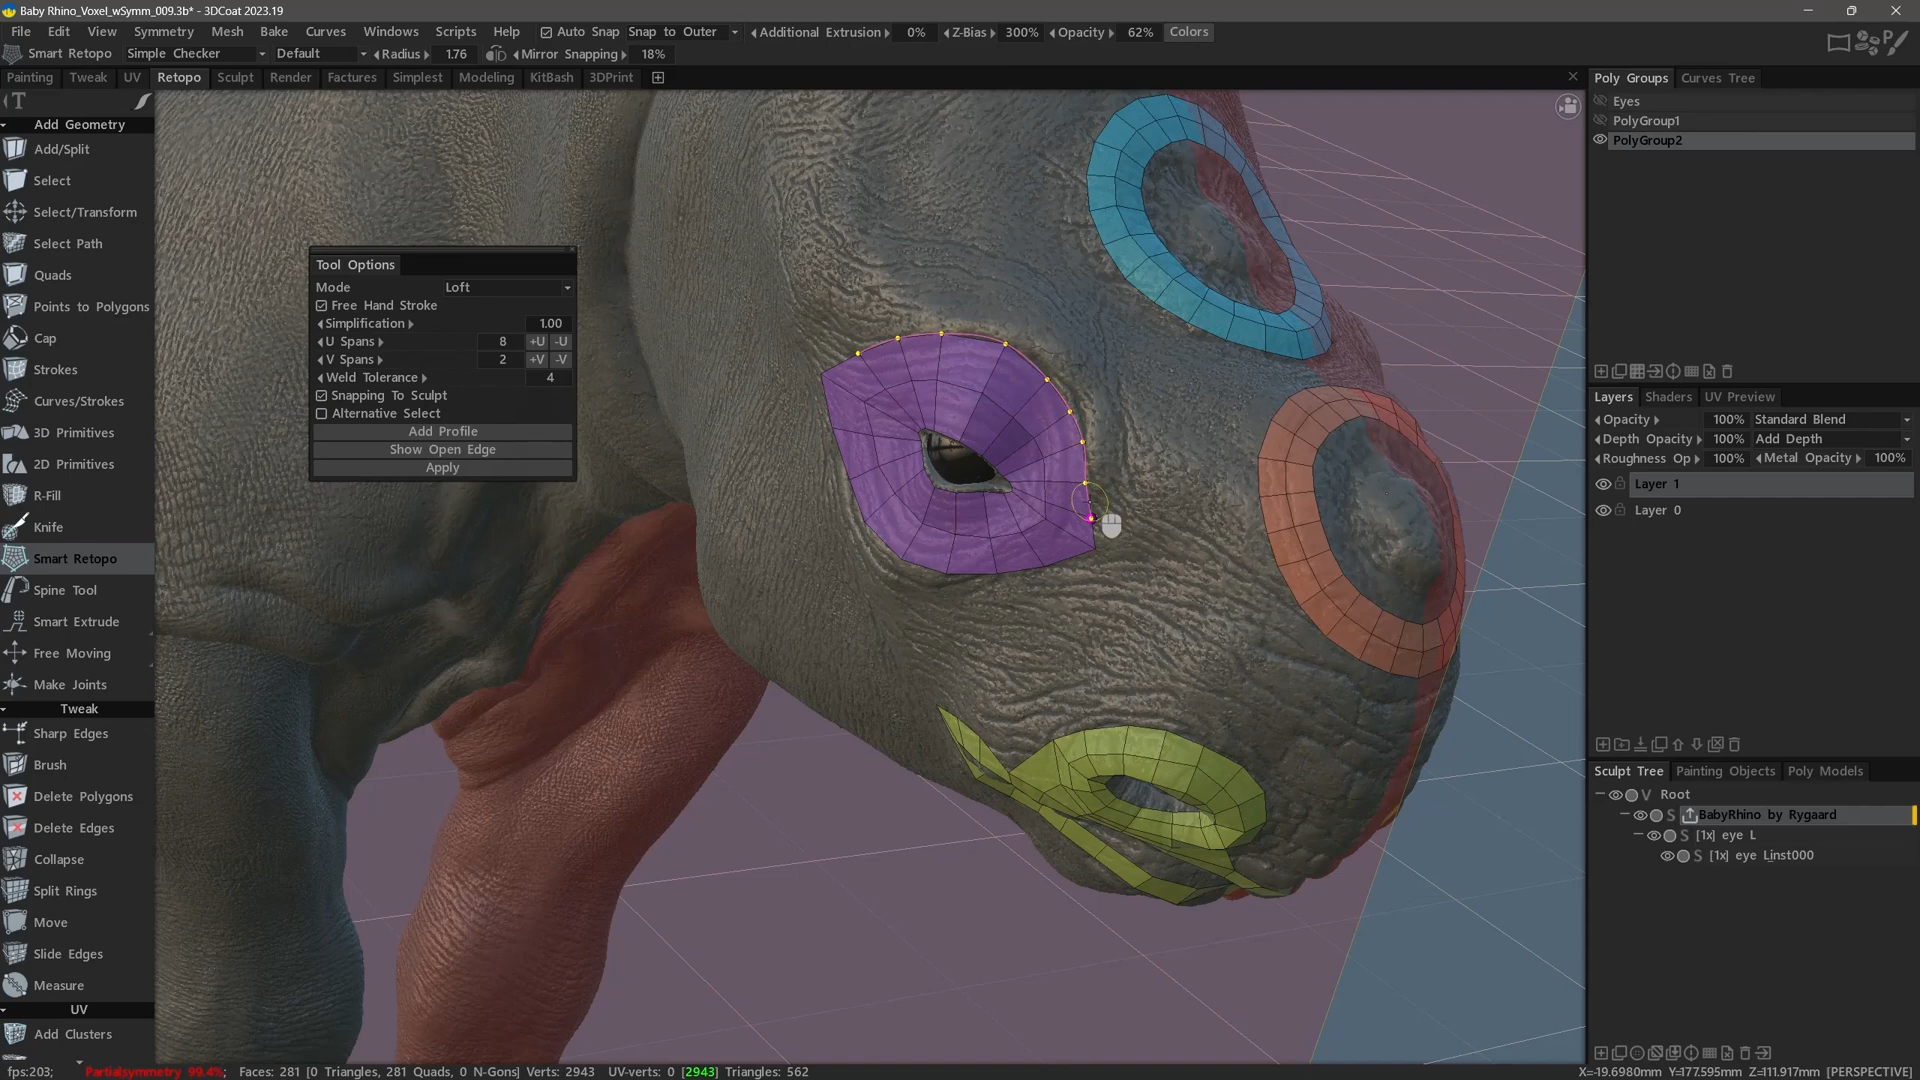 Baby Rhino_Voxel_wSymm_009.3b* - 3DCoat 2023.19
File Edit View Symmetry Mesh Bake Curves Windows Scripts Help Auto Snap Snap to Outer Additional Extrusion 0% Z-Bias 300% Opacity 62% Colors
Smart Retopo Simple Checker Default Radius 1.76 Mirror Snapping 18%
Painting Tweak UV Retopo Sculpt Render Factures Simplest Modeling KitBash 3DPrint
Add Geometry
Add/Split
Select
Select/Transform
Select Path
Quads
Points to Polygons
Cap
Strokes
Curves/Strokes
3D Primitives
2D Primitives
R-Fill
Knife
Smart Retopo
Spine Tool
Smart Extrude
Free Moving
Make Joints
Tweak
Sharp Edges
Brush
Delete Polygons
Delete Edges
Collapse
Split Rings
Move
Slide Edges
Measure
UV
Add Clusters
Tool Options
Mode Loft
Free Hand Stroke
Simplification 1.00
U Spans 8 +U -U
V Spans 2 +V -V
Weld Tolerance 4
Snapping To Sculpt
Alternative Select
Add Profile
Show Open Edge
Apply
Poly Groups Curves Tree
Eyes
PolyGroup1
PolyGroup2
Layers Shaders UV Preview
Opacity 100% Standard Blend
Depth Opacity 100% Add Depth
Roughness Op 100% Metal Opacity 100%
Layer 1
Layer 0
Sculpt Tree Painting Objects Poly Models
V Root
S BabyRhino by Rygaard
S [1x] eye L
S [1x] eye L_inst000
fps:203; Partialsymmetry 99.4%; Faces: 281 [0 Triangles, 281 Quads, 0 N-Gons] Verts: 2943 UV-verts: 0 [2943] Triangles: 562 X=-19.6980mm Y=177.595mm Z=111.917mm [PERSPECTIVE]